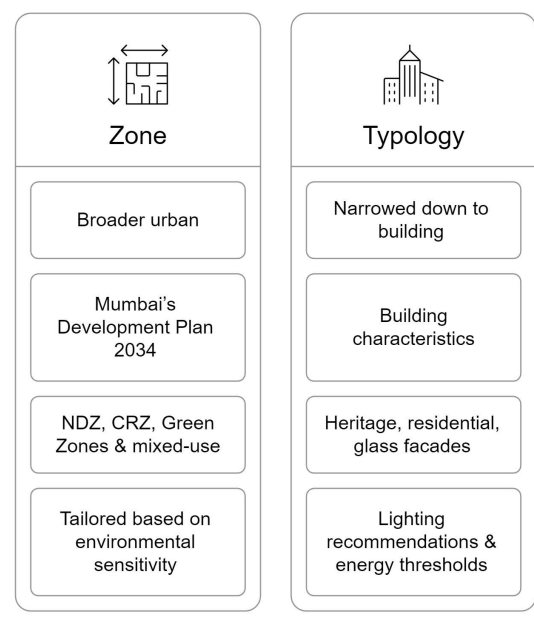 Zone
Broader urban
Mumbai's
Development Plan
2034
NDZ, CRZ, Green
Zones & mixed-use
Tailored based on
environmental
sensitivity
Typology
Narrowed down to
building
Building
characteristics
Heritage, residential,
glass facades
Lighting
recommendations &
energy thresholds